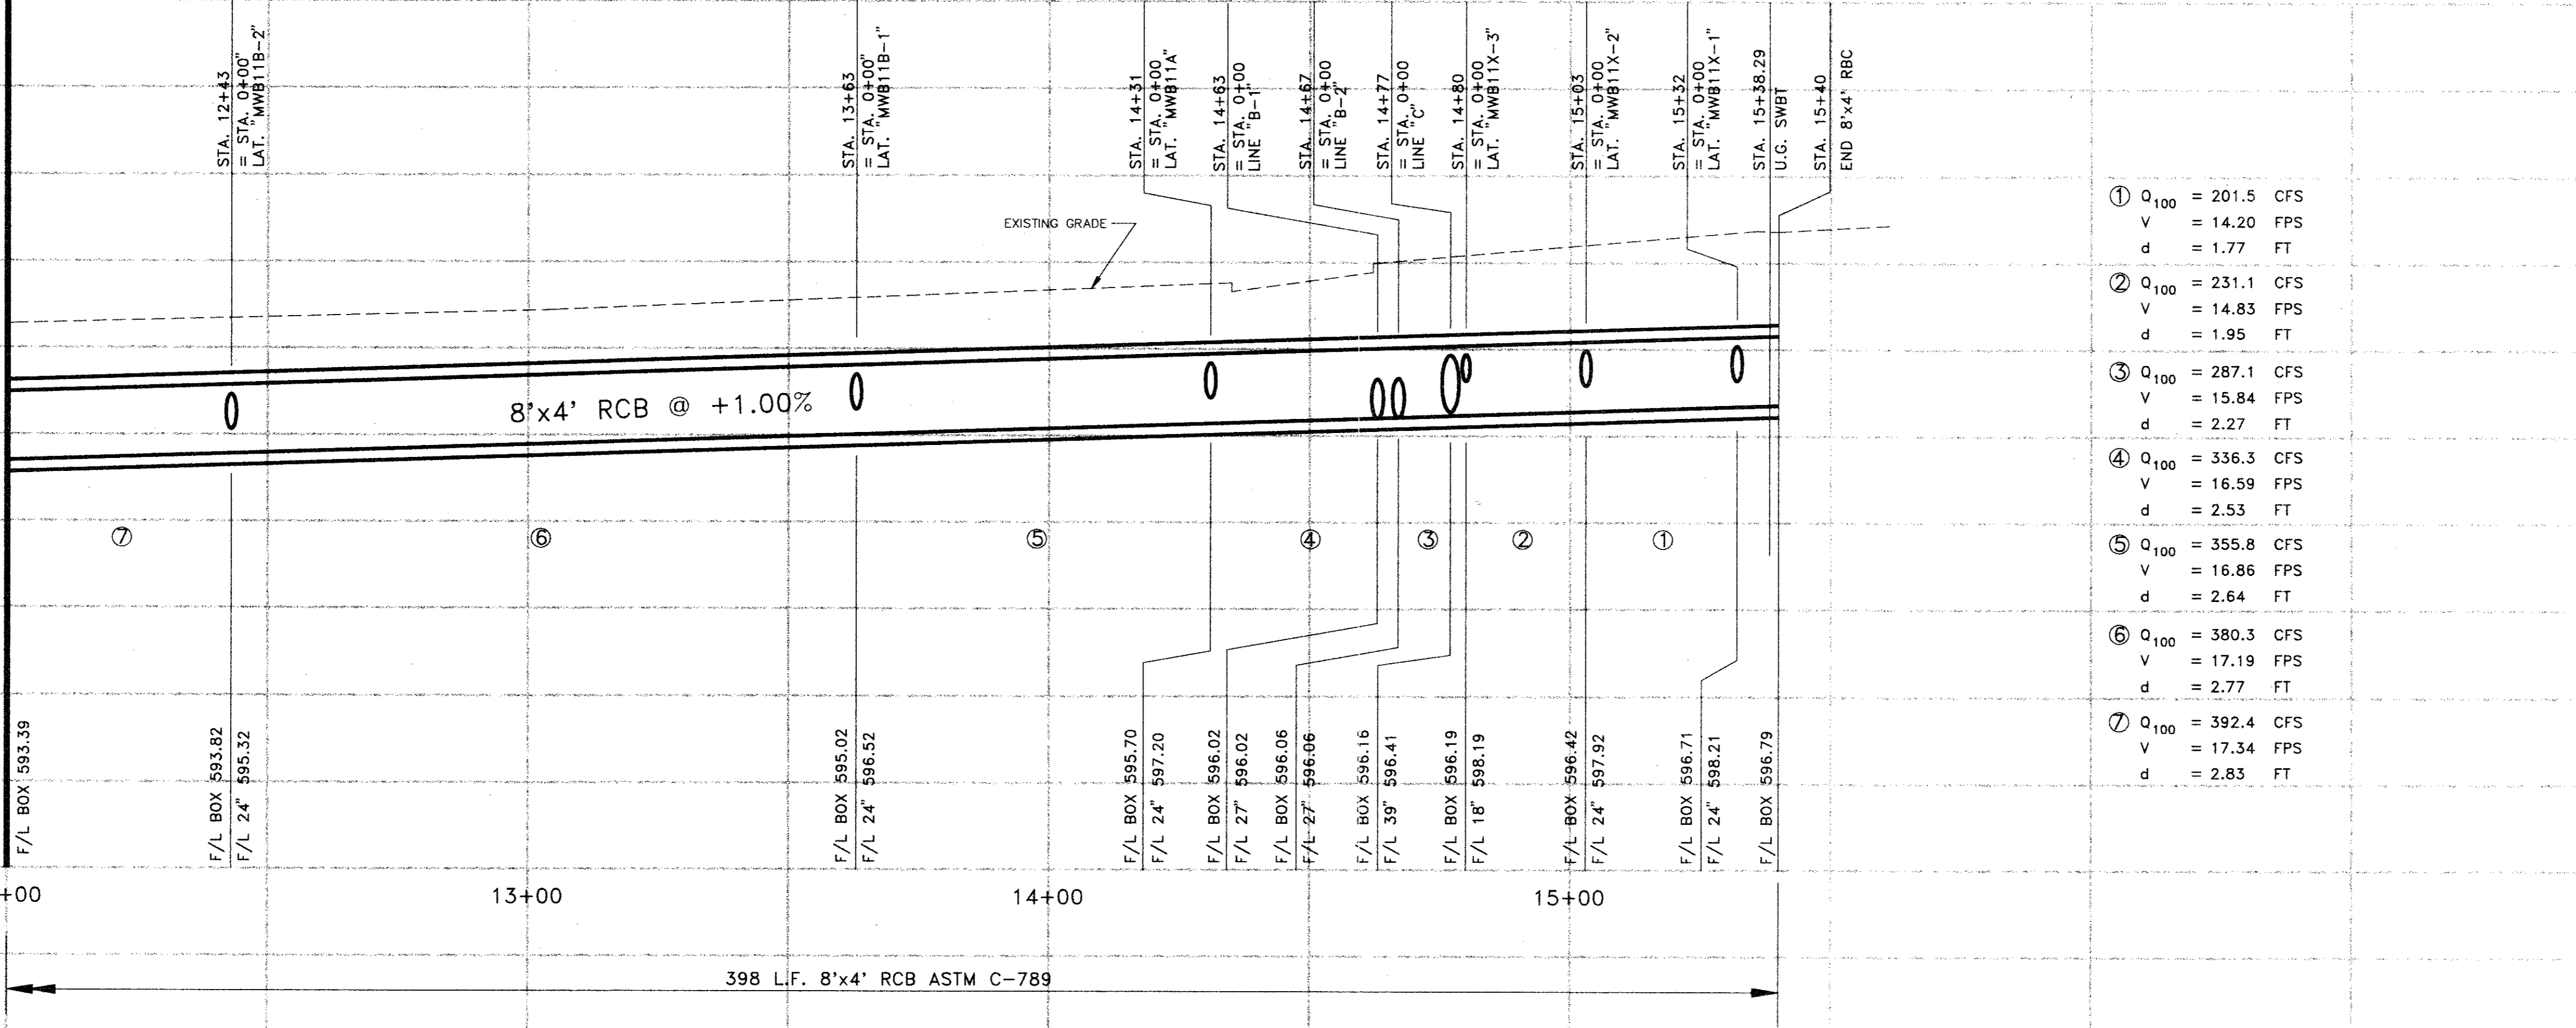 STA. 12+43
= STA. 0+00"
LAT. "MWB11B-2"
STA. 13+63
= STA. 0+00"
LAT. "MWB11B-1"
STA. 14+31
= STA. 0+00
LAT. "MWB11A"
STA. 14+63
= STA. 0+00
LINE "B-1"
STA. 14+67
= STA. 0+00
LINE "B-2"
STA. 14+77
= STA. 0+00
LINE "C"
STA. 14+80
= STA. 0+00
LAT. "MWB11X-3"
STA. 15+03
= STA. 0+00
LAT. "MWB11X-2"
STA. 15+32
= STA. 0+00
LAT. "MWB11X-1"
STA. 15+38.29
U.G. SWBT
STA. 15+40
END 8'x4' RBC
EXISTING GRADE
8'x4' RCB @ +1.00%
⑦ ⑥ ⑤ ④ ③ ② ①
F/L BOX 593.39
F/L BOX 593.82
F/L 24" 595.32
F/L BOX 595.02
F/L 24" 596.52
F/L BOX 595.70
F/L 24" 597.20
F/L BOX 596.02
F/L 27" 596.02
F/L BOX 596.06
F/L 27" 596.06
F/L BOX 596.16
F/L 39" 596.41
F/L BOX 596.19
F/L 18" 598.19
F/L BOX 596.42
F/L 24" 597.92
F/L BOX 596.71
F/L 24" 598.21
F/L BOX 596.79
+00 13+00 14+00 15+00
398 L.F. 8'x4' RCB ASTM C-789
① Q100 = 201.5 CFS
V = 14.20 FPS
d = 1.77 FT
② Q100 = 231.1 CFS
V = 14.83 FPS
d = 1.95 FT
③ Q100 = 287.1 CFS
V = 15.84 FPS
d = 2.27 FT
④ Q100 = 336.3 CFS
V = 16.59 FPS
d = 2.53 FT
⑤ Q100 = 355.8 CFS
V = 16.86 FPS
d = 2.64 FT
⑥ Q100 = 380.3 CFS
V = 17.19 FPS
d = 2.77 FT
⑦ Q100 = 392.4 CFS
V = 17.34 FPS
d = 2.83 FT